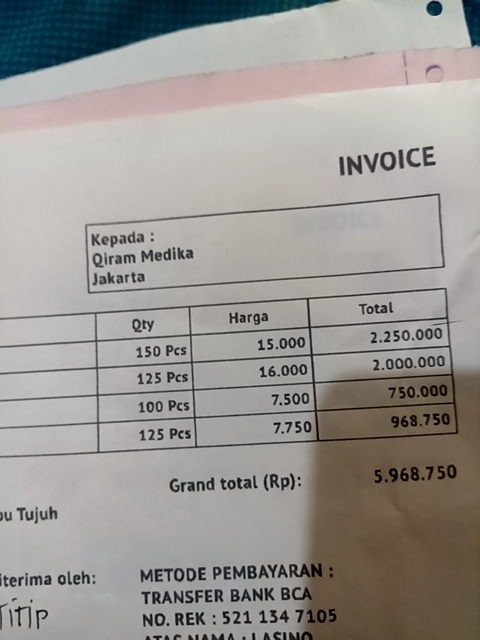 INVOICE
Kepada :
Qiram Medika
Jakarta
Qty Harga Total
150 Pcs 15.000 2.250.000
125 Pcs 16.000 2.000.000
100 Pcs 7.500 750.000
125 Pcs 7.750 968.750
Grand total (Rp): 5.968.750
Tujuh
oleh:
Titip
METODE PEMBAYARAN :
TRANSFER BANK BCA
NO. REK : 521 134 7105
ATAS NAMA : LASINO